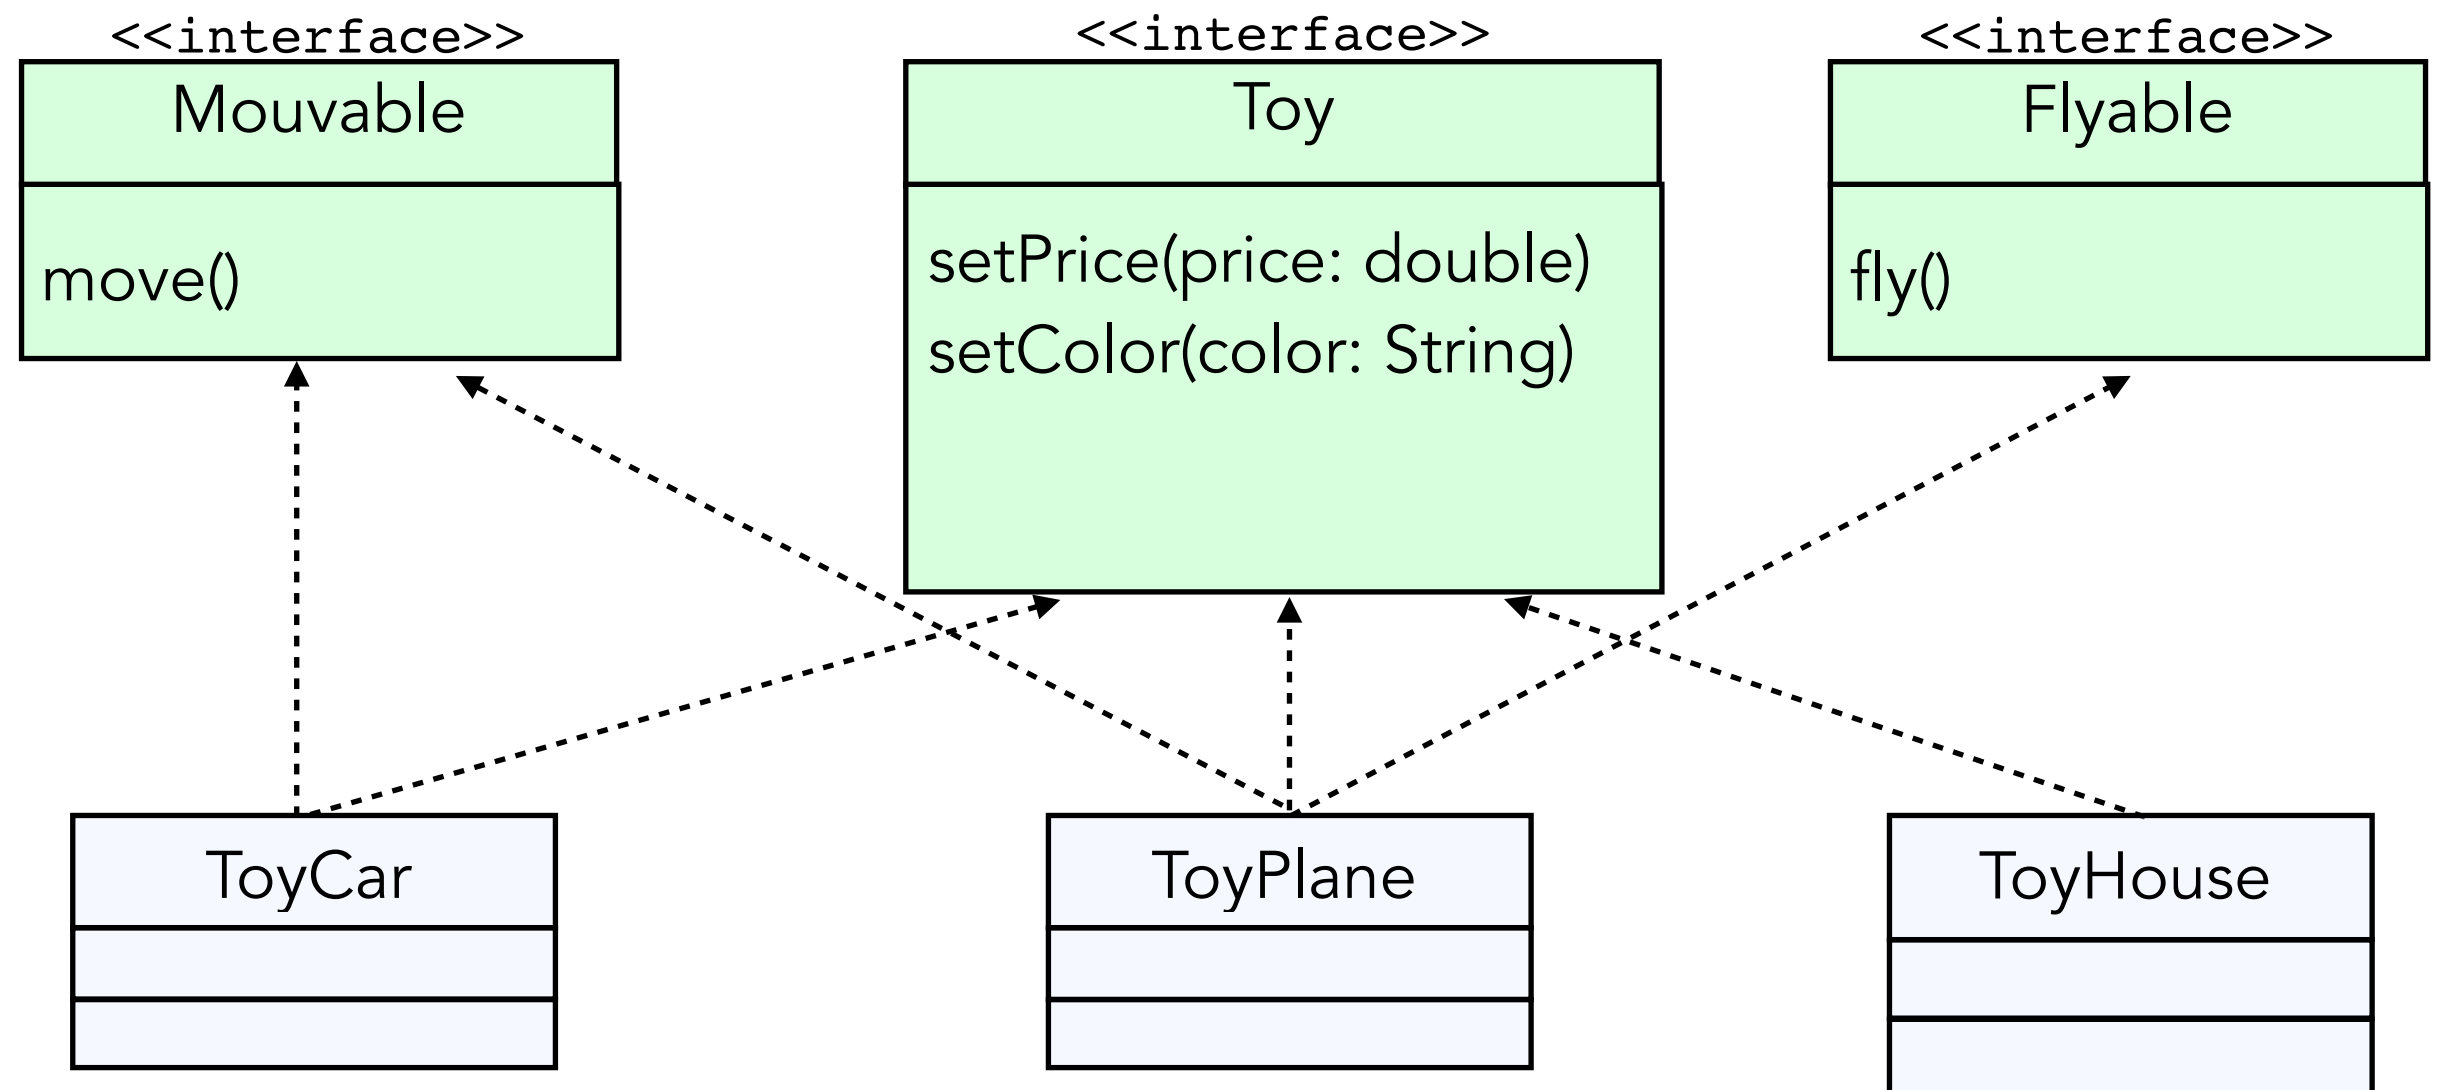 <<interface>>
Mouvable
move()
<<interface>>
Toy
setPrice(price: double)
setColor(color: String)
<<interface>>
Flyable
fly()
ToyCar
ToyPlane
ToyHouse